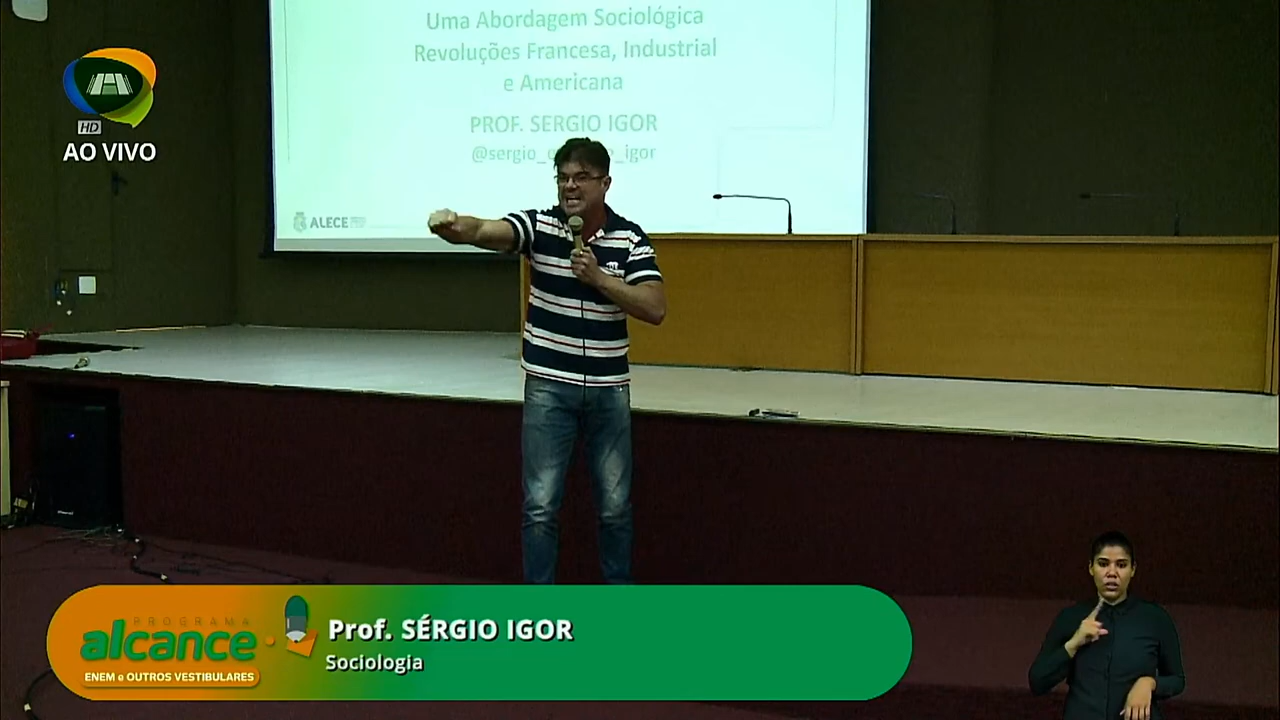 Uma Abordagem Sociológica
Revoluções Francesa, Industrial
e Americana
PROF. SERGIO IGOR
ALECE
HD
AO VIVO
PROGRAMA
alcance
ENEM e OUTROS VESTIBULARES
Prof. SÉRGIO IGOR
Sociologia